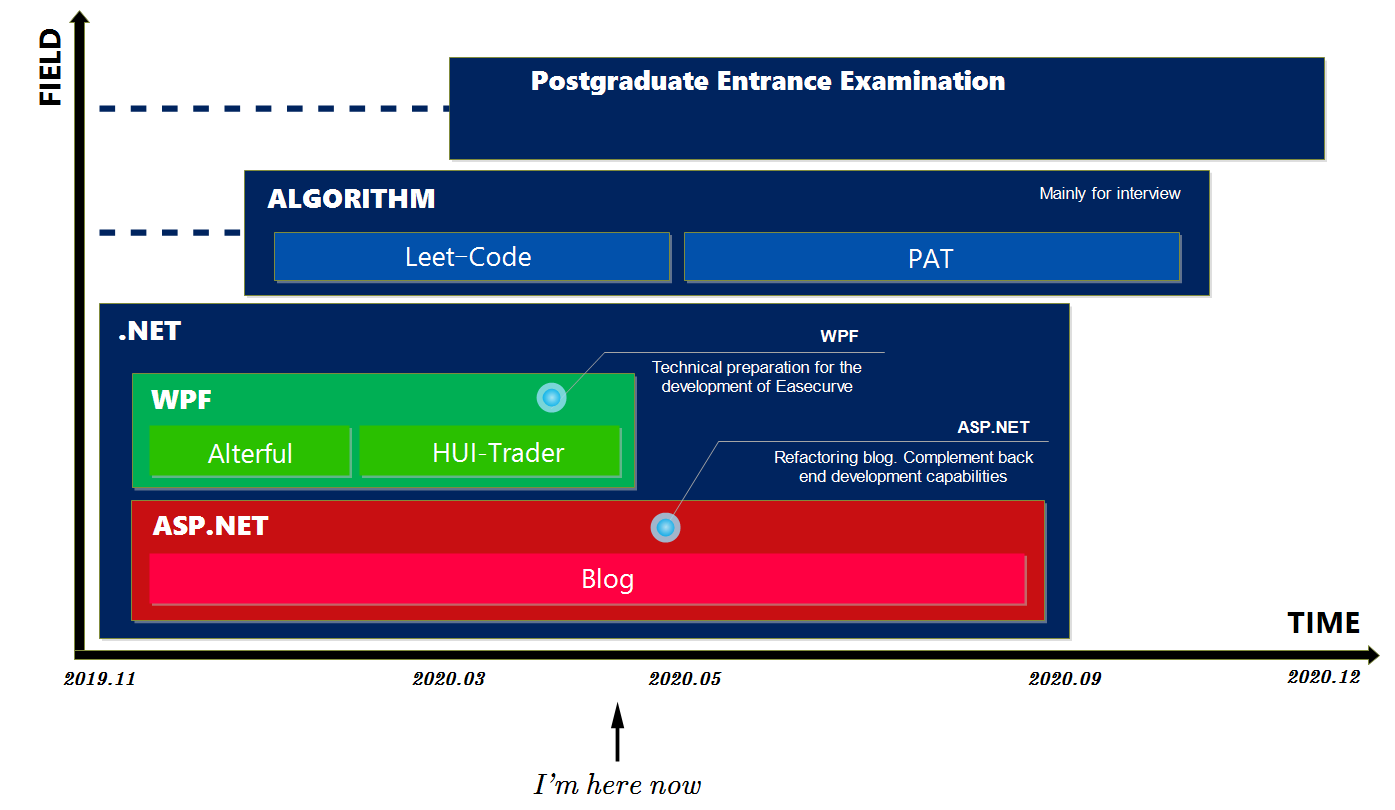 FIELD
Postgraduate Entrance Examination
ALGORITHM
Mainly for interview
Leet-Code
PAT
.NET
WPF
Technical preparation for the
development of Easecurve
WPF
Alterful
HUI-Trader
ASP.NET
Refactoring blog. Complement back
end development capabilities
ASP.NET
Blog
TIME
2019.11
2020.03
2020.05
2020.09
2020.12
I'm here now